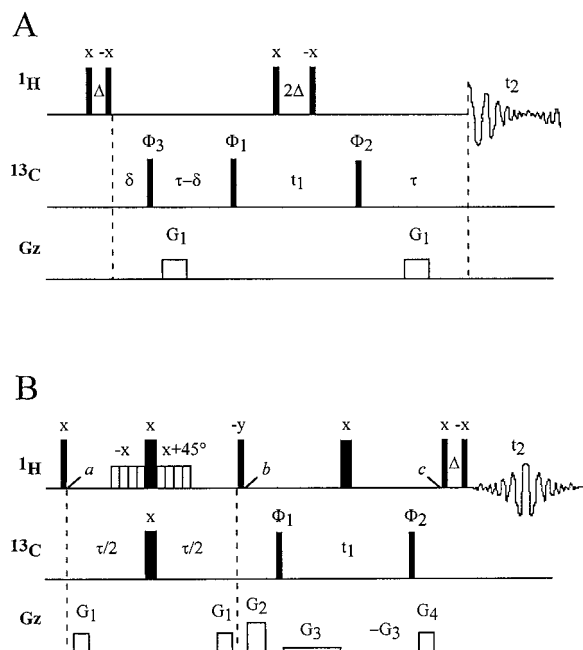 A
x -x x -x
¹H Δ 2Δ t₂
Φ₃ Φ₁ Φ₂
¹³C δ τ−δ t₁ τ
G₁ G₁
Gz
B
x -x x x+45° -y x x -x
¹H a b c Δ t₂
x Φ₁ Φ₂
¹³C τ/2 τ/2 t₁
Gz G₁ G₁ G₂ G₃ −G₃ G₄